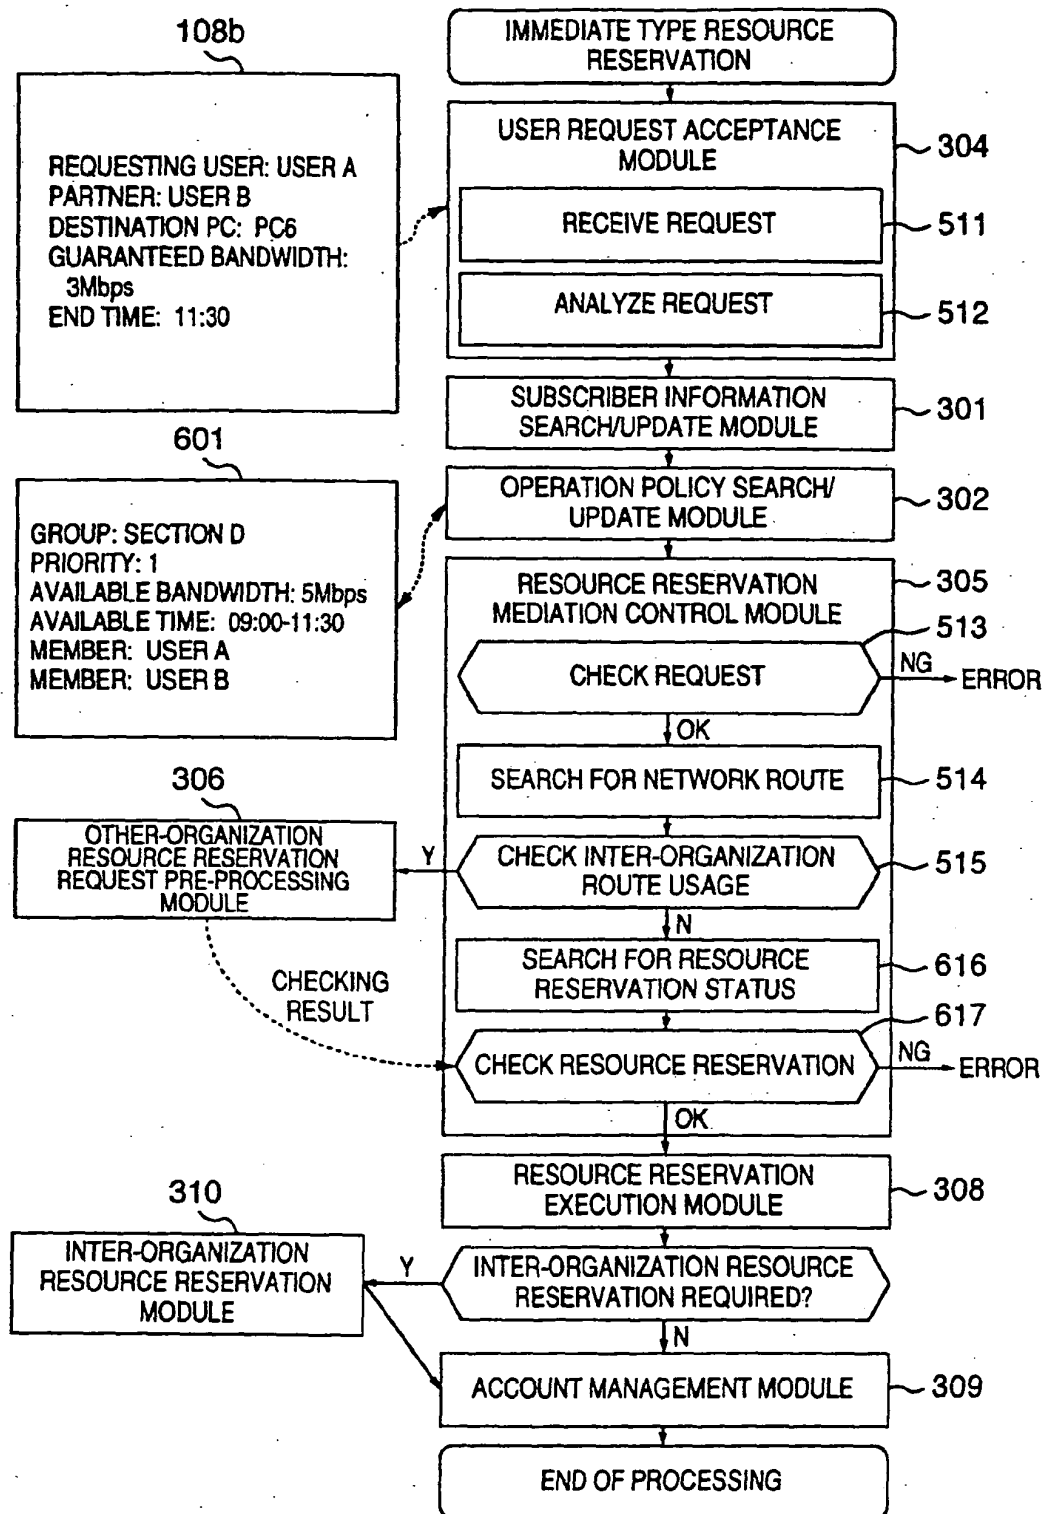 IMMEDIATE TYPE RESOURCE
RESERVATION
108b
REQUESTING USER: USER A
PARTNER: USER B
DESTINATION PC: PC6
GUARANTEED BANDWIDTH:
3Mbps
END TIME: 11:30
USER REQUEST ACCEPTANCE
MODULE
304
RECEIVE REQUEST
511
ANALYZE REQUEST
512
SUBSCRIBER INFORMATION
SEARCH/UPDATE MODULE
301
601
GROUP: SECTION D
PRIORITY: 1
AVAILABLE BANDWIDTH: 5Mbps
AVAILABLE TIME: 09:00-11:30
MEMBER: USER A
MEMBER: USER B
OPERATION POLICY SEARCH/
UPDATE MODULE
302
RESOURCE RESERVATION
MEDIATION CONTROL MODULE
305
513
CHECK REQUEST
NG
ERROR
OK
SEARCH FOR NETWORK ROUTE
514
306
OTHER-ORGANIZATION
RESOURCE RESERVATION
REQUEST PRE-PROCESSING
MODULE
Y
CHECK INTER-ORGANIZATION
ROUTE USAGE
515
N
CHECKING
RESULT
SEARCH FOR RESOURCE
RESERVATION STATUS
616
617
CHECK RESOURCE RESERVATION
NG
ERROR
OK
RESOURCE RESERVATION
EXECUTION MODULE
308
310
INTER-ORGANIZATION
RESOURCE RESERVATION
MODULE
Y
INTER-ORGANIZATION RESOURCE
RESERVATION REQUIRED?
N
ACCOUNT MANAGEMENT MODULE
309
END OF PROCESSING